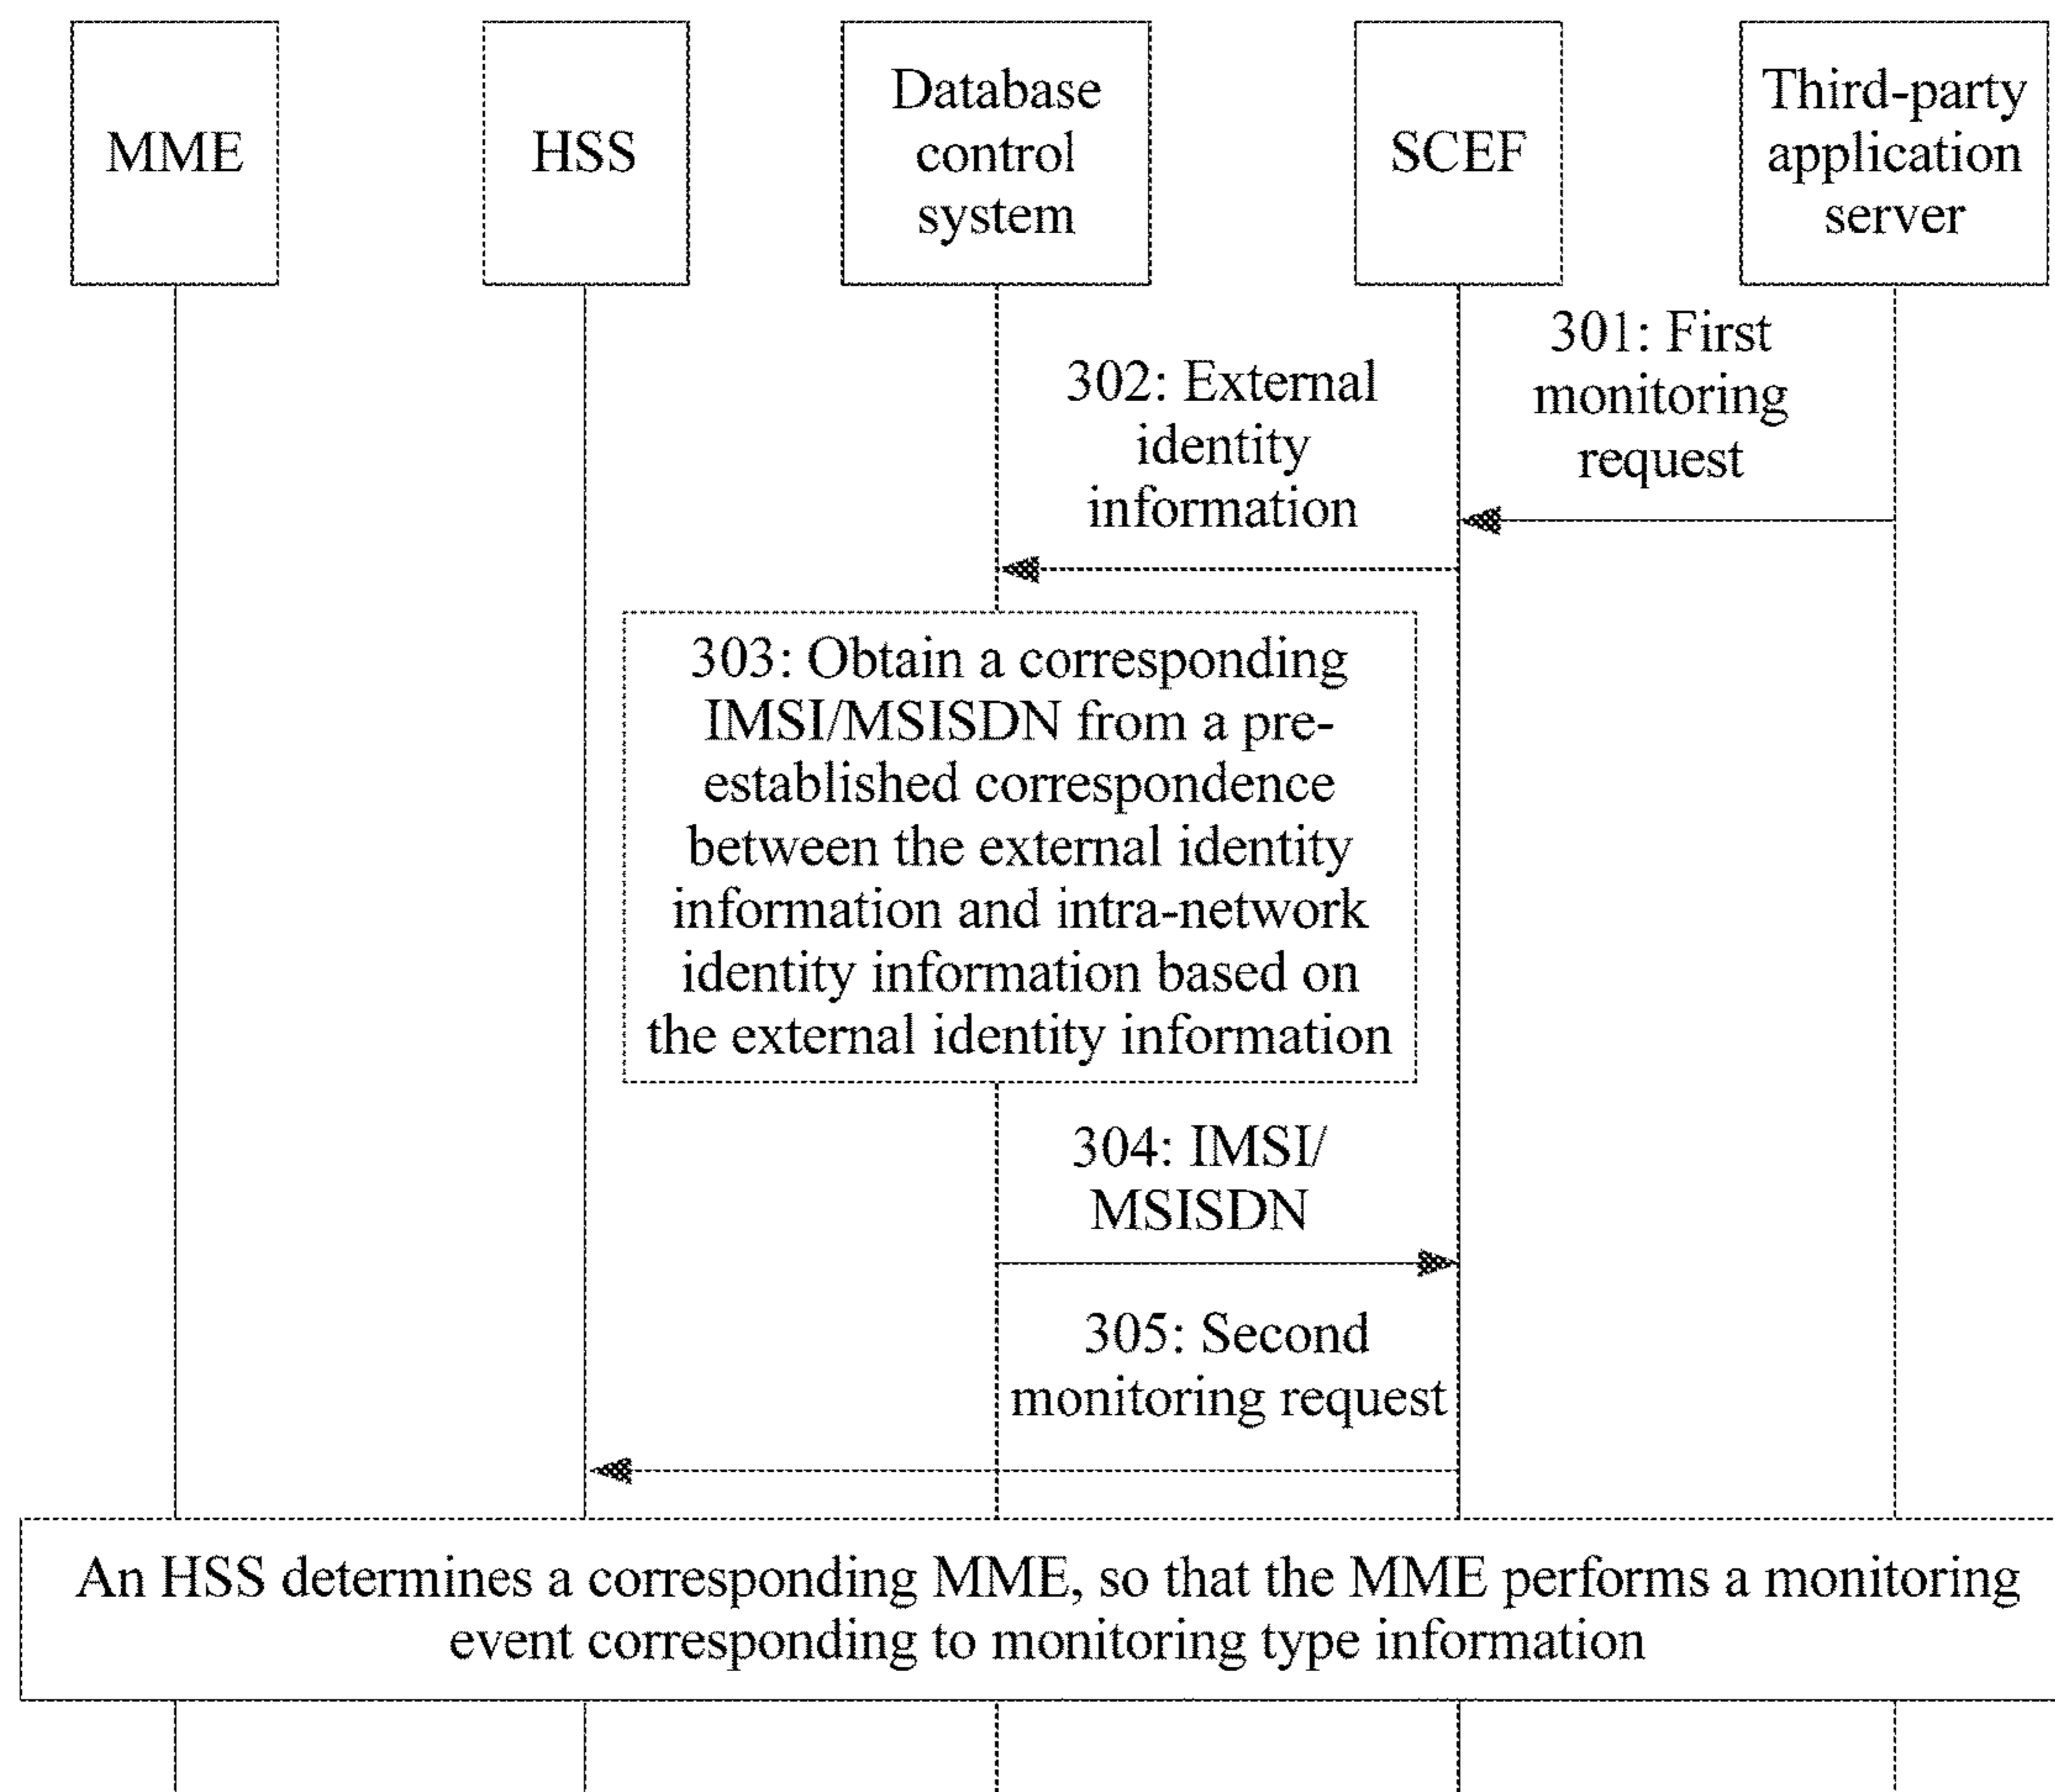 MME
HSS
Database
control
system
SCEF
Third-party
application
server
301: First
monitoring
request
302: External
identity
information
303: Obtain a corresponding
IMSI/MSISDN from a pre-
established correspondence
between the external identity
information and intra-network
identity information based on
the external identity information
304: IMSI/
MSISDN
305: Second
monitoring request
An HSS determines a corresponding MME, so that the MME performs a monitoring
event corresponding to monitoring type information